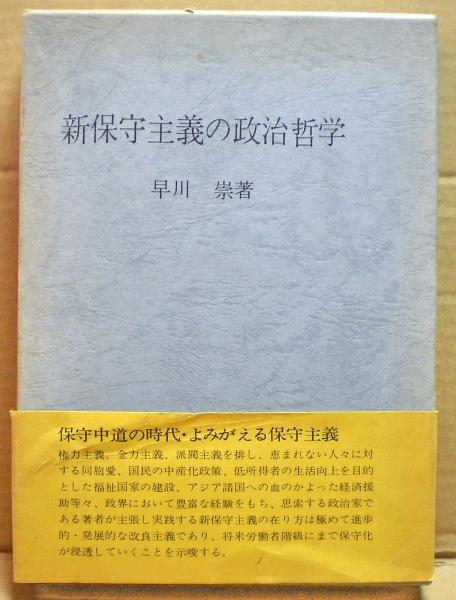 新保守主義の政治哲学
早川 崇著
保守中道の時代・よみがえる保守主義
権力主義、金力主義、派閥主義を排し、恵まれない人々に対
する同胞愛、国民の中産化政策、低所得者の生活向上を目的
とした福祉国家の建設、アジア諸国への血のかよった経済援
助等々、政界において豊富な経験をもち、思索する政治家で
ある著者が主張し実践する新保守主義の在り方は極めて進歩
的・発展的な改良主義であり、将来労働者階級にまで保守化
が浸透していくことを示唆する。